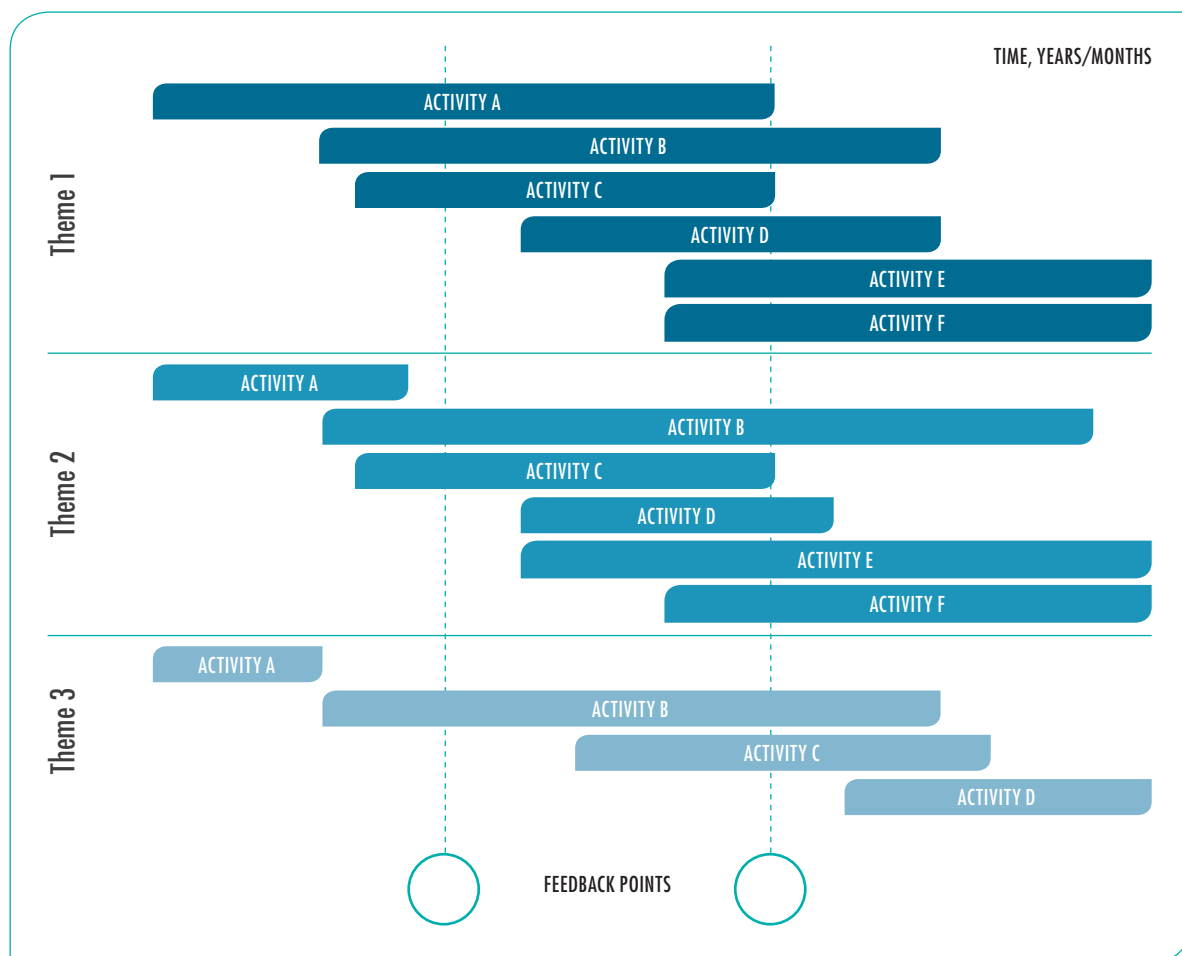 TIME, YEARS/MONTHS
Theme 1
ACTIVITY A
ACTIVITY B
ACTIVITY C
ACTIVITY D
ACTIVITY E
ACTIVITY F
Theme 2
ACTIVITY A
ACTIVITY B
ACTIVITY C
ACTIVITY D
ACTIVITY E
ACTIVITY F
Theme 3
ACTIVITY A
ACTIVITY B
ACTIVITY C
ACTIVITY D
FEEDBACK POINTS